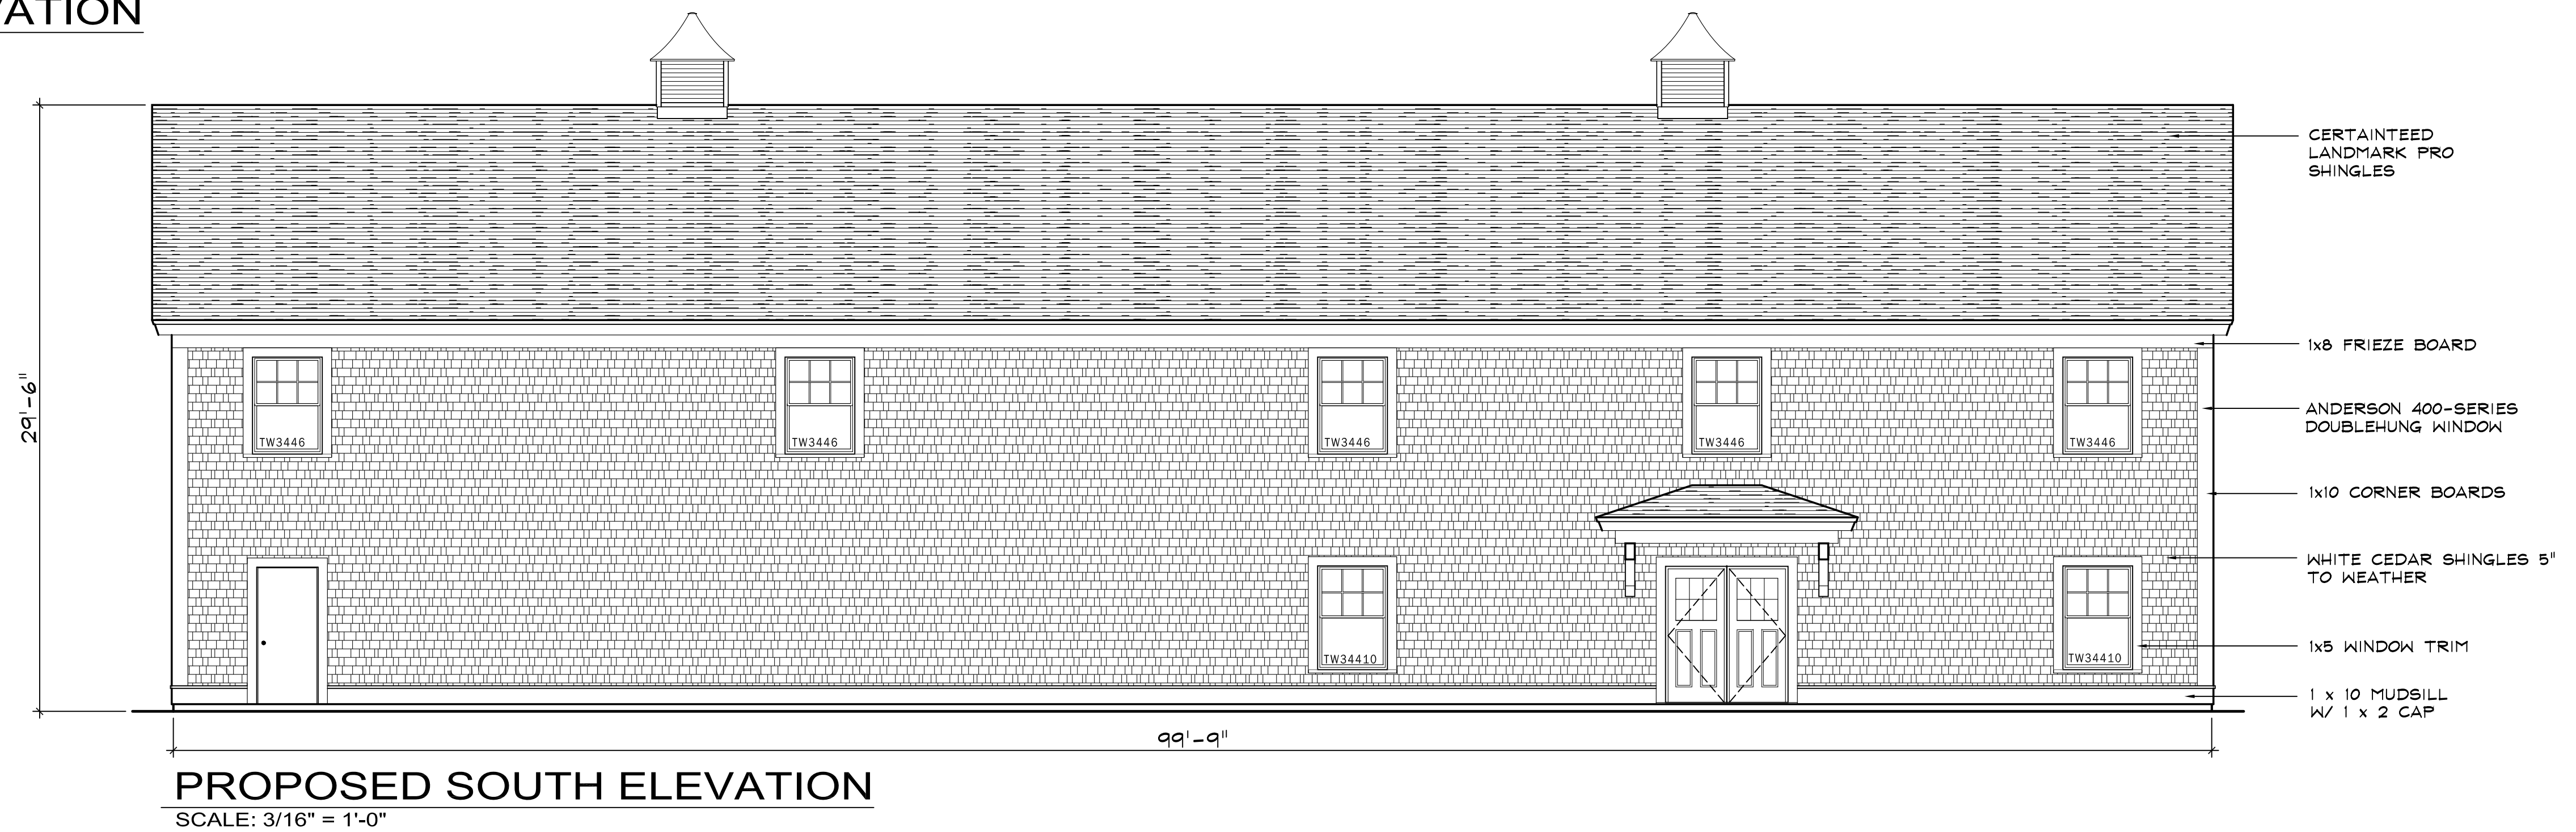 VATION
CERTAINTEED
LANDMARK PRO
SHINGLES
1x8 FRIEZE BOARD
29'-6"
ANDERSON 400-SERIES
DOUBLEHUNG WINDOW
TW3446
TW3446
TW3446
TW3446
TW3446
1x10 CORNER BOARDS
WHITE CEDAR SHINGLES 5"
TO WEATHER
1x5 WINDOW TRIM
TW34410
TW34410
1 x 10 MUDSILL
W/ 1 x 2 CAP
99'-9"
PROPOSED SOUTH ELEVATION
SCALE: 3/16" = 1'-0"